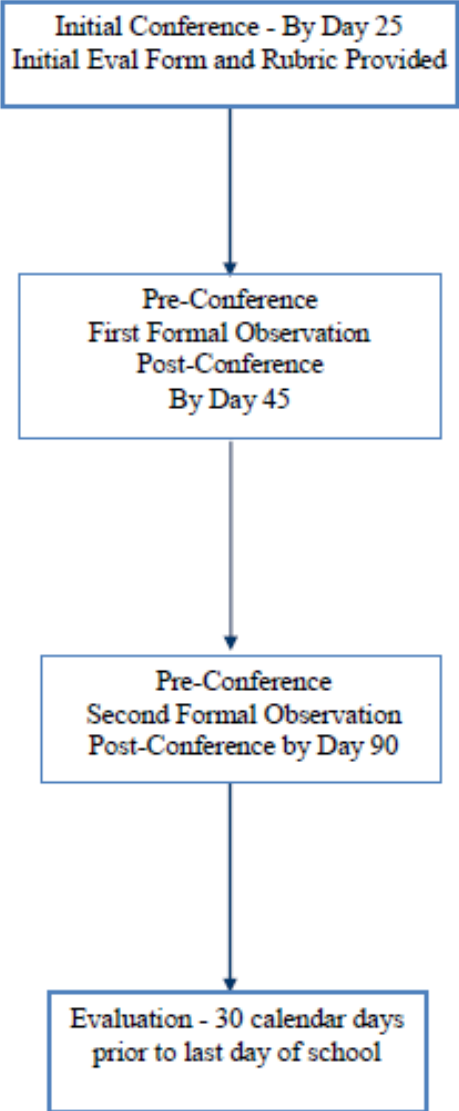 Initial Conference - By Day 25
Initial Eval Form and Rubric Provided
Pre-Conference
First Formal Observation
Post-Conference
By Day 45
Pre-Conference
Second Formal Observation
Post-Conference by Day 90
Evaluation - 30 calendar days
prior to last day of school